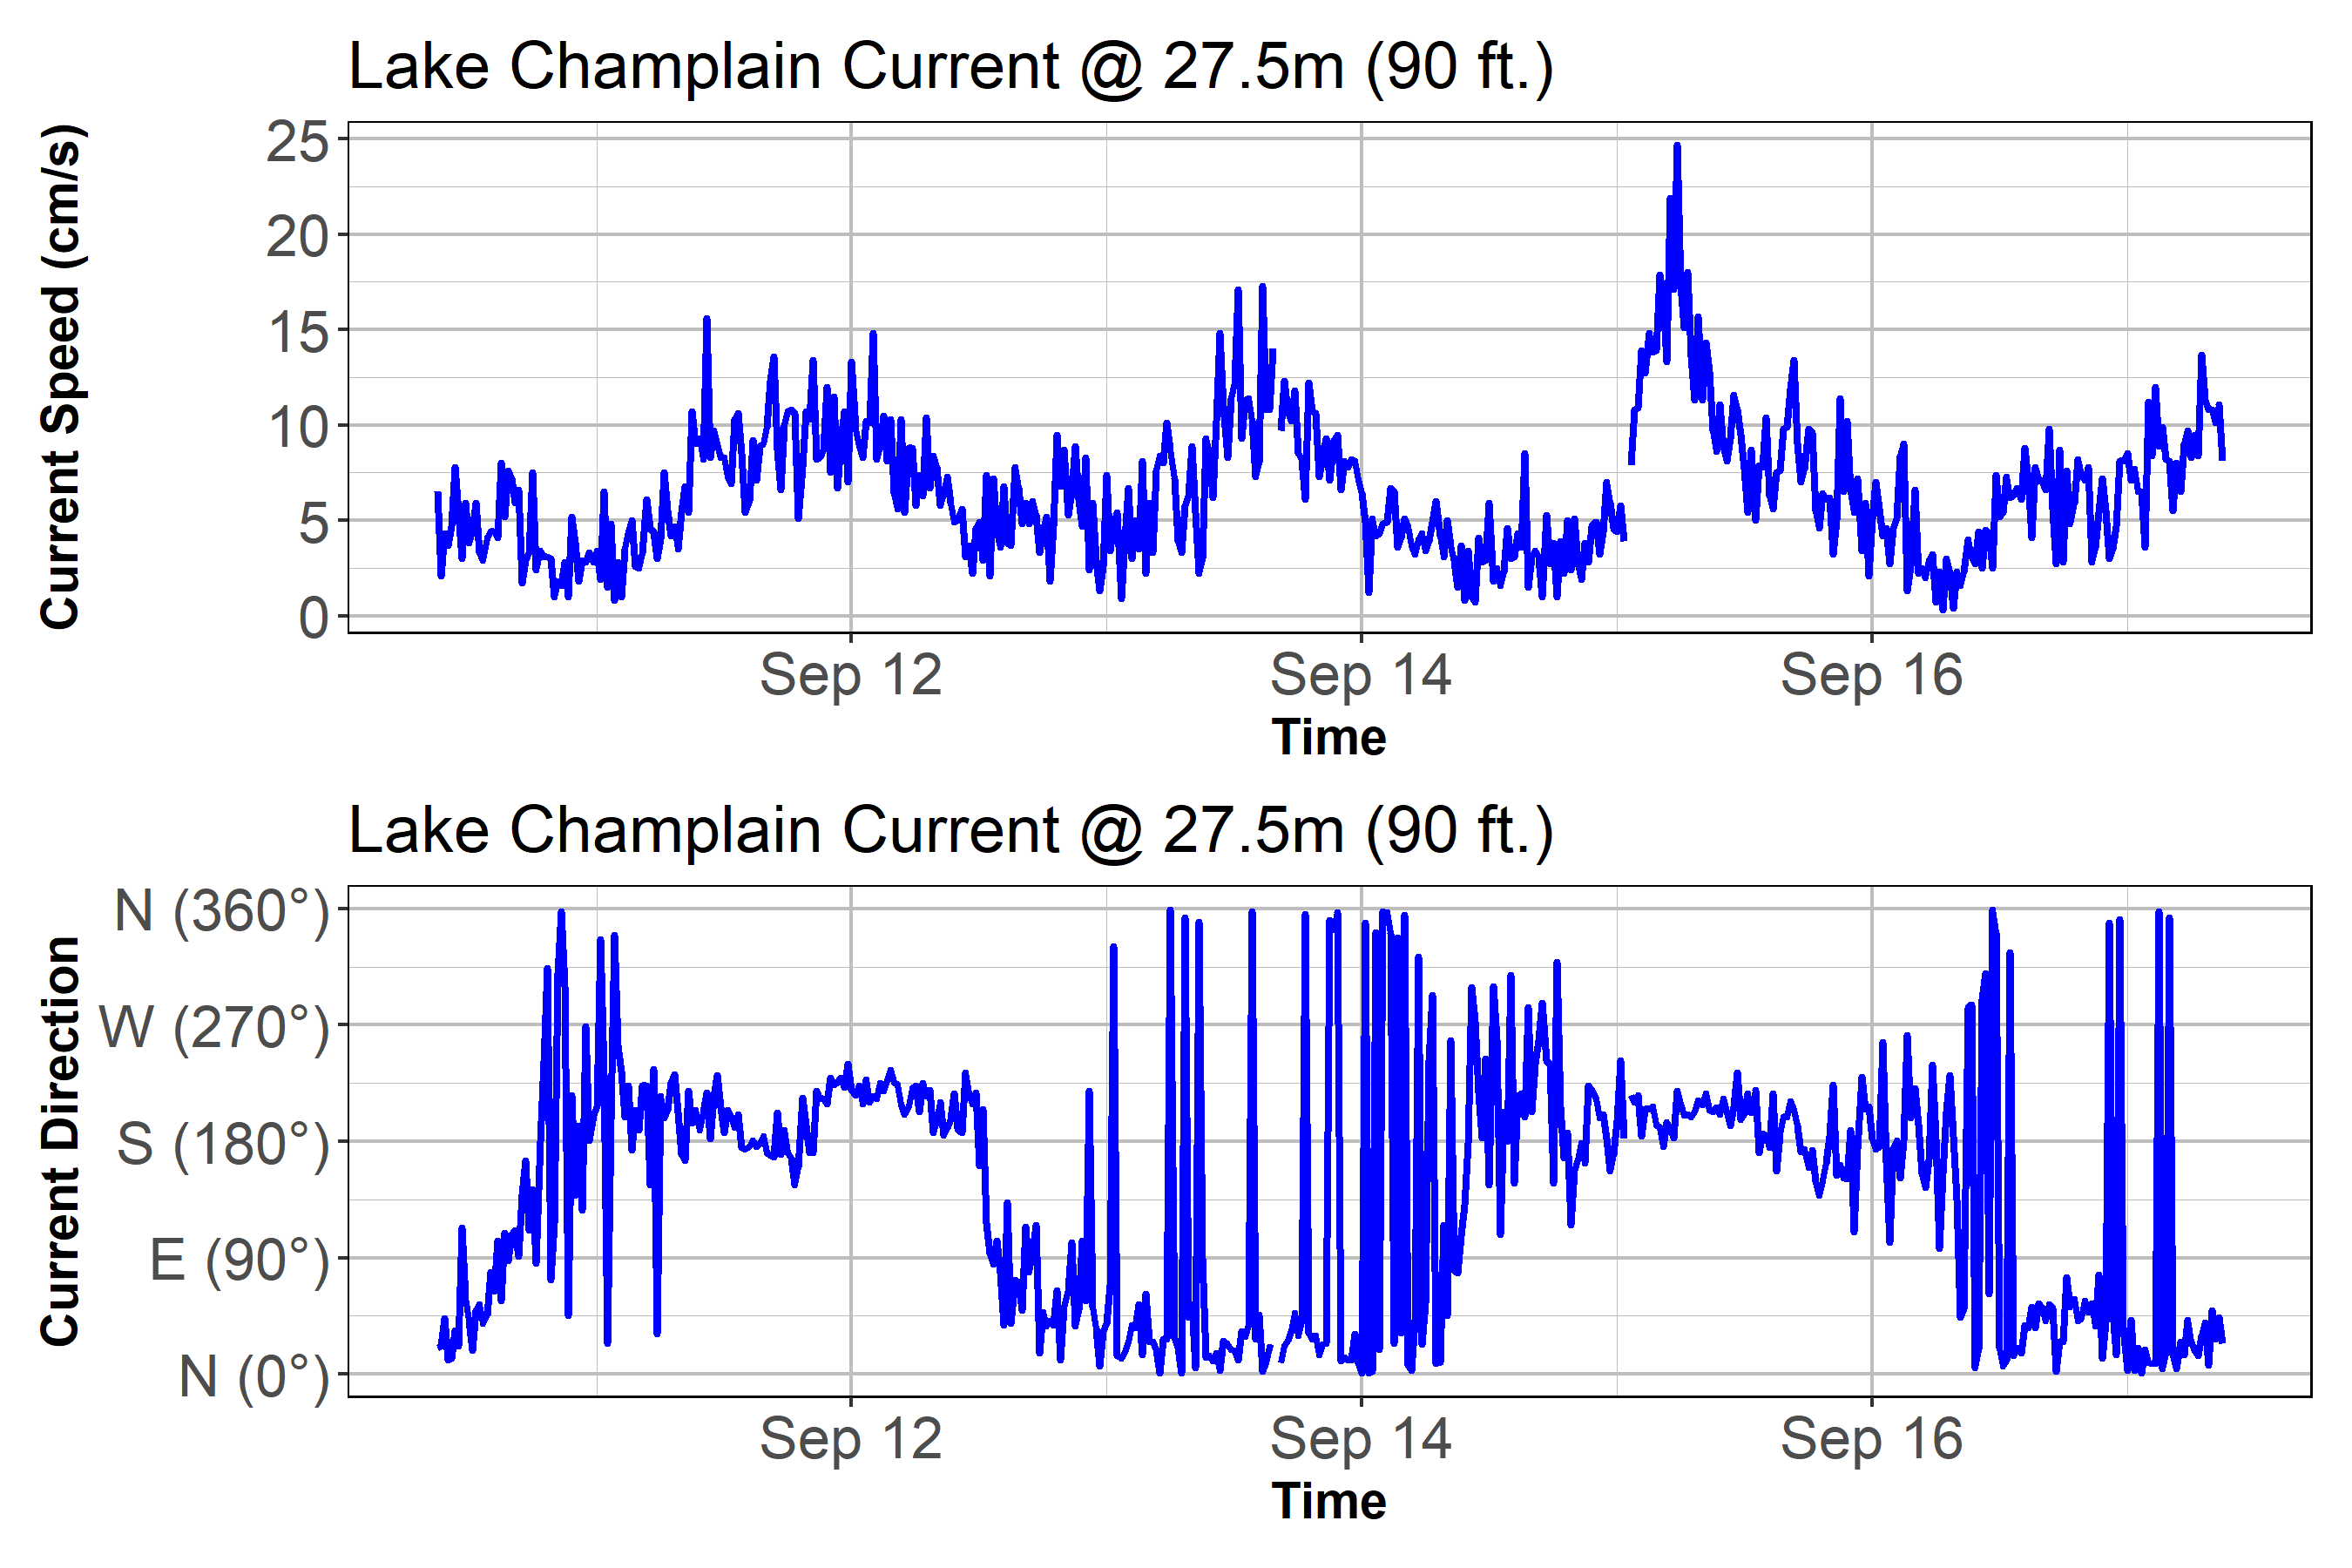 Lake Champlain Current @ 27.5m (90 ft.)
Current Speed (cm/s)
25
20
15
10
5
0
Sep 12
Sep 14
Sep 16
Time
Lake Champlain Current @ 27.5m (90 ft.)
Current Direction
N (360°)
W (270°)
S (180°)
E (90°)
N (0°)
Sep 12
Sep 14
Sep 16
Time